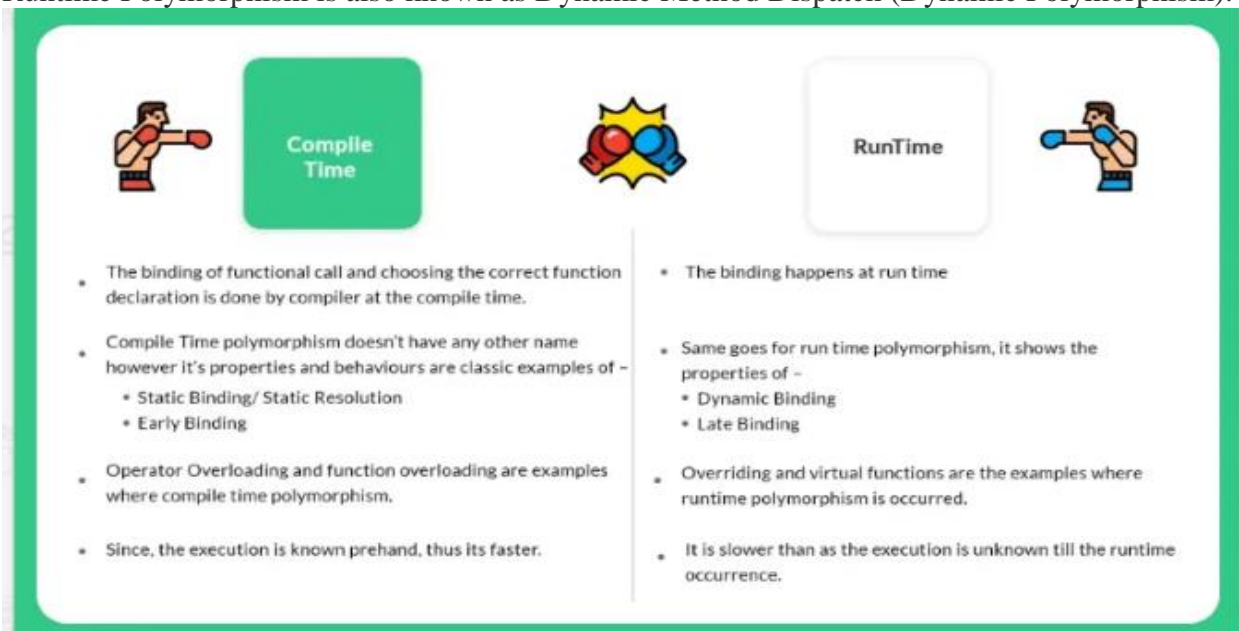 Runtime Polymorphism is also known as Dynamic Method Dispatch (Dynamic Polymorphism).
Compile
Time
RunTime
• The binding of functional call and choosing the correct function
declaration is done by compiler at the compile time.
• Compile Time polymorphism doesn't have any other name
however it's properties and behaviours are classic examples of –
• Static Binding/ Static Resolution
• Early Binding
• Operator Overloading and function overloading are examples
where compile time polymorphism.
• Since, the execution is known prehand, thus its faster.
• The binding happens at run time
• Same goes for run time polymorphism, it shows the
properties of –
• Dynamic Binding
• Late Binding
• Overriding and virtual functions are the examples where
runtime polymorphism is occurred.
• It is slower than as the execution is unknown till the runtime
occurrence.